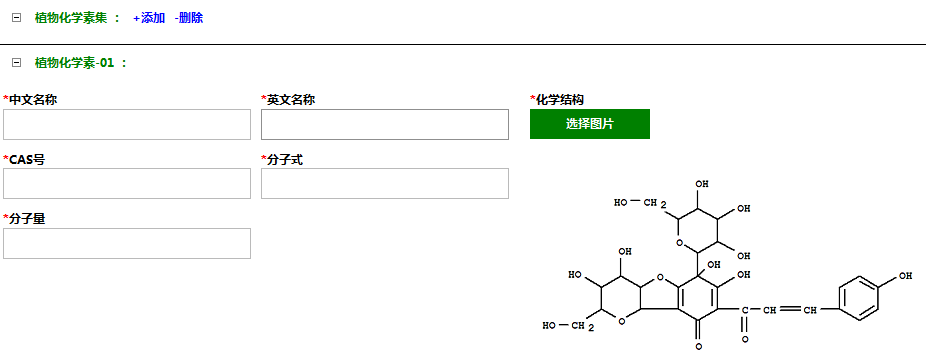 植物化学素集 ： +添加 -删除
植物化学素-01 ：
*中文名称 *英文名称 *化学结构
选择图片
*CAS号 *分子式
*分子量
OH
HO CH2 OH
O
OH
OH OH
HO OH O OH
O CH CH
HO CH2 C
O O
OH